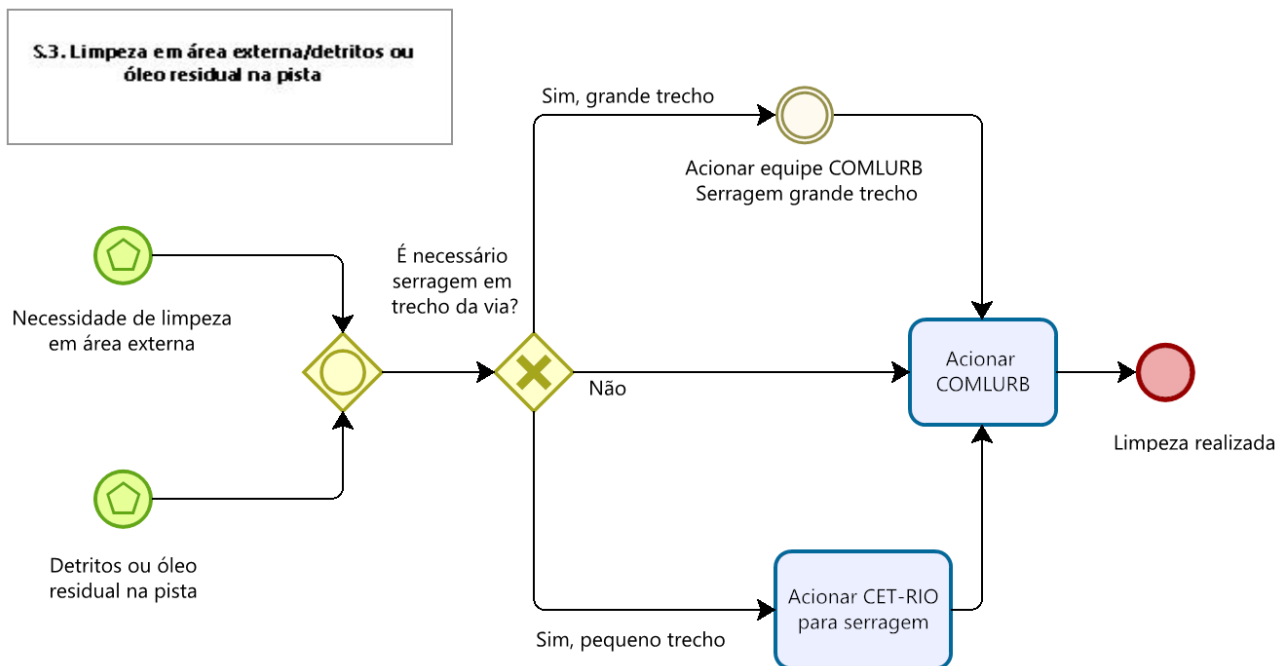 S.3. Limpeza em área externa/detritos ou
óleo residual na pista
Sim, grande trecho
Acionar equipe COMLURB
Serragem grande trecho
É necessário
serragem em
trecho da via?
Necessidade de limpeza
em área externa
Não
Acionar
COMLURB
Limpeza realizada
Detritos ou óleo
residual na pista
Acionar CET-RIO
para serragem
Sim, pequeno trecho